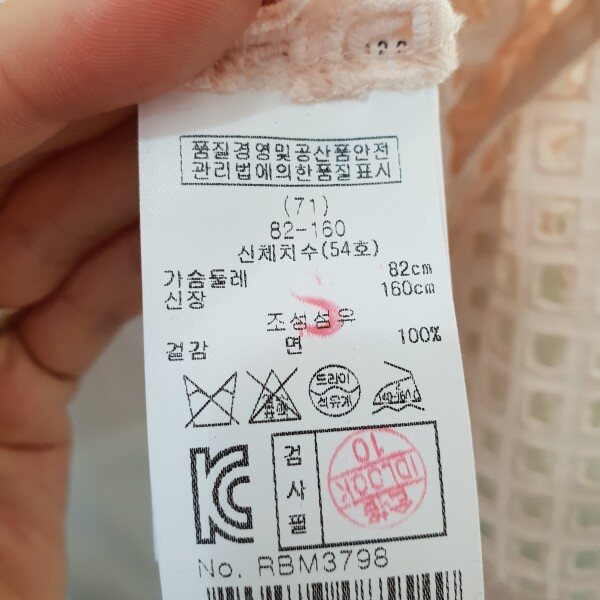 품질경영및공산품안전
관리법에의한품질표시
(71)
82-160
신체치수(54호)
가슴둘레 82cm
신장 160cm
조성섬유
겉감 면 100%
드라이
석유계
KC
검사필
10
IDLOOK
No. RBM3798